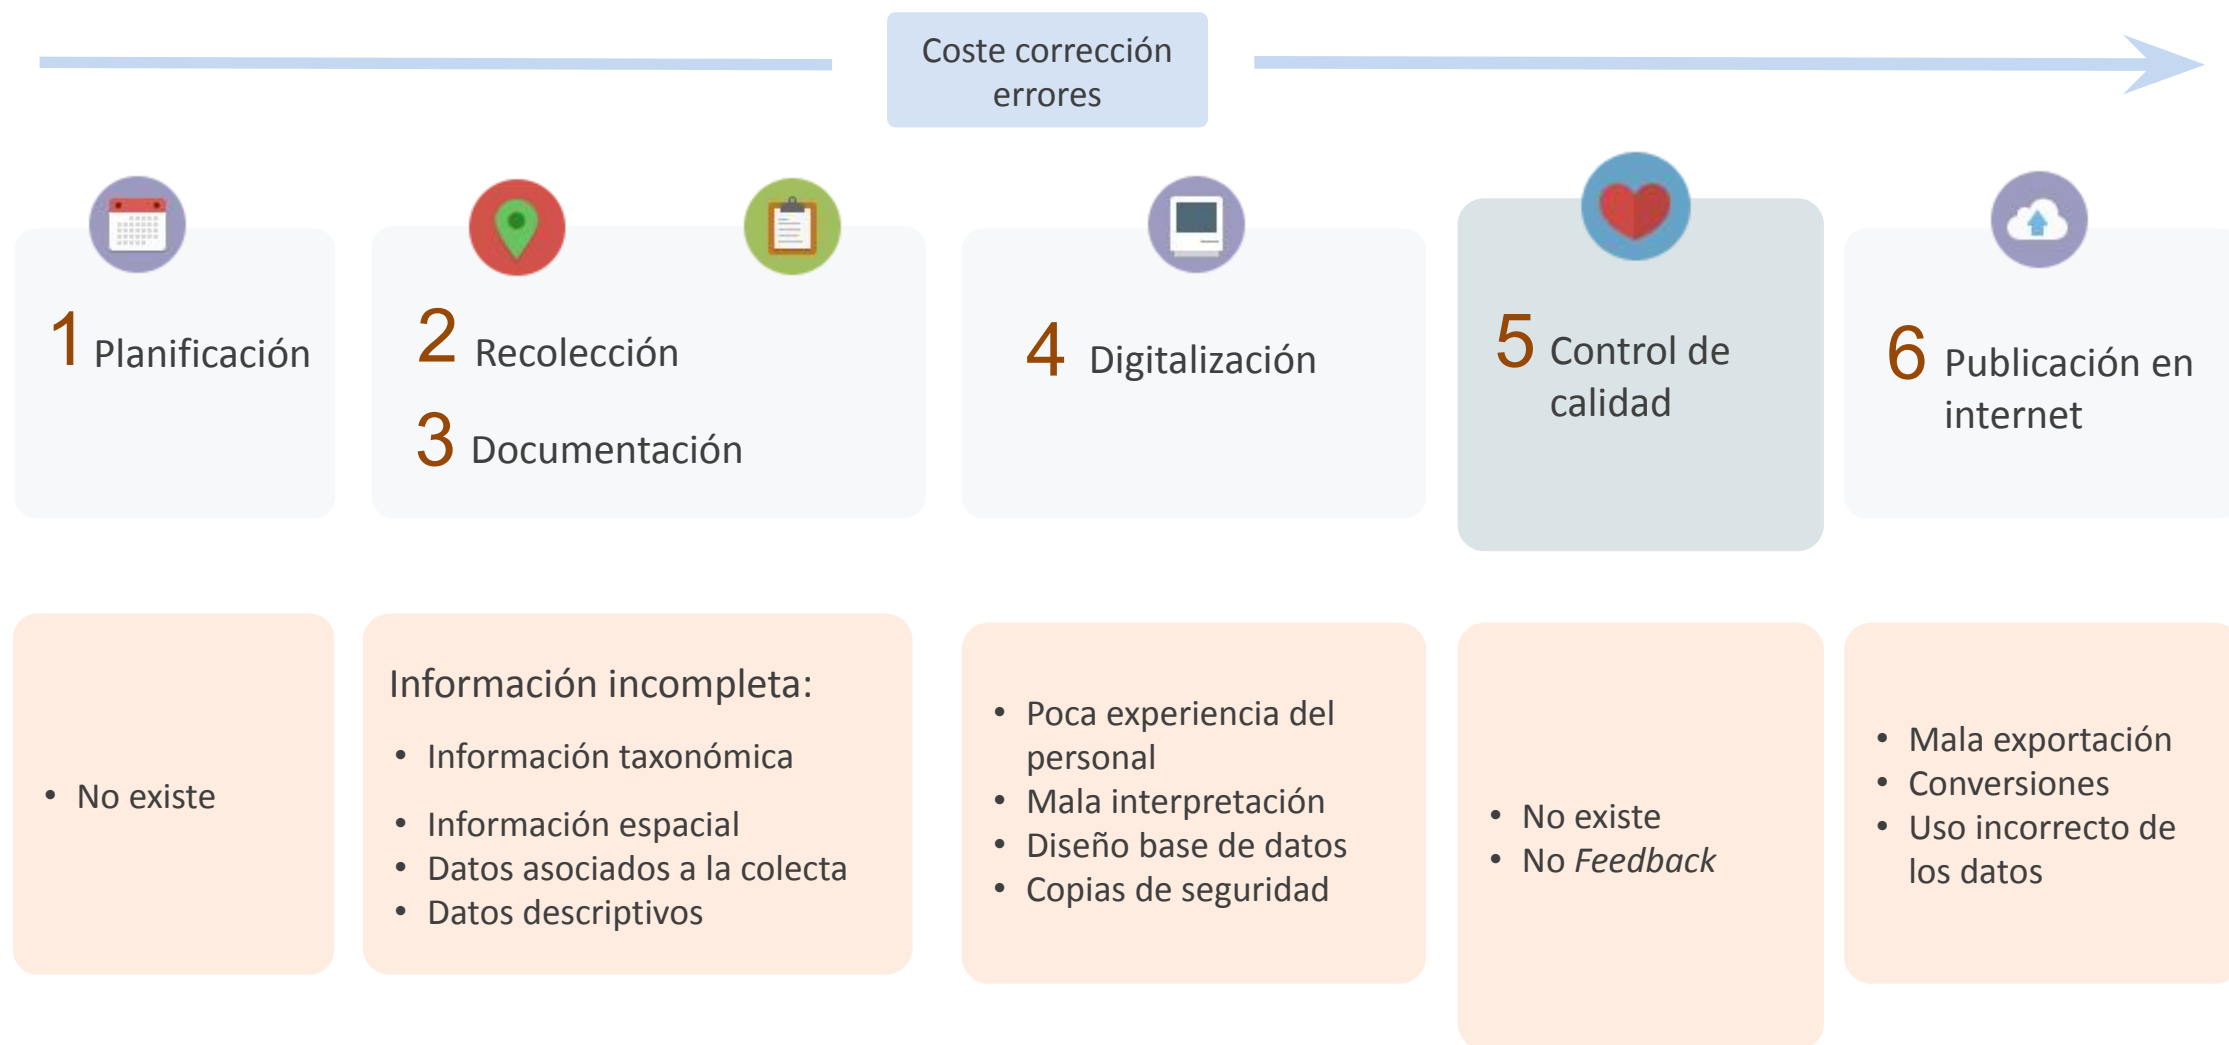 Coste corrección
errores
1 Planificación
2 Recolección
3 Documentación
4 Digitalización
5 Control de
calidad
6 Publicación en
internet
• No existe
Información incompleta:
• Información taxonómica
• Información espacial
• Datos asociados a la colecta
• Datos descriptivos
• Poca experiencia del
personal
• Mala interpretación
• Diseño base de datos
• Copias de seguridad
• No existe
• No Feedback
• Mala exportación
• Conversiones
• Uso incorrecto de
los datos